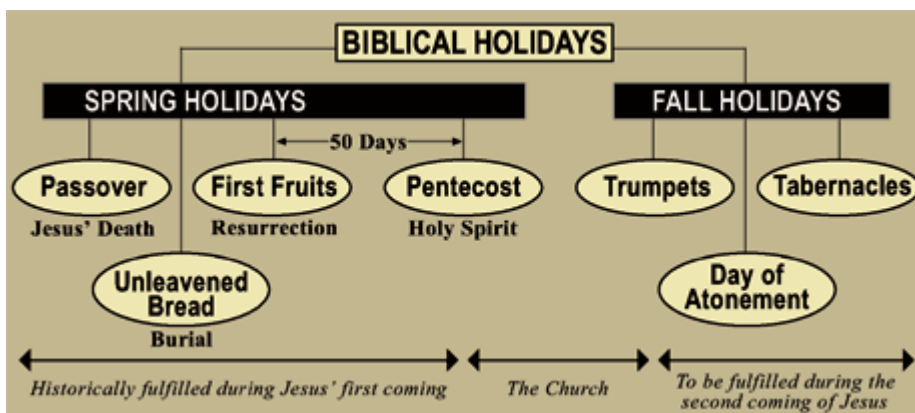 BIBLICAL HOLIDAYS
SPRING HOLIDAYS
FALL HOLIDAYS
50 Days
Passover
First Fruits
Pentecost
Trumpets
Tabernacles
Jesus' Death
Resurrection
Holy Spirit
Unleavened
Bread
Burial
Day of
Atonement
Historically fulfilled during Jesus' first coming
The Church
To be fulfilled during the
second coming of Jesus